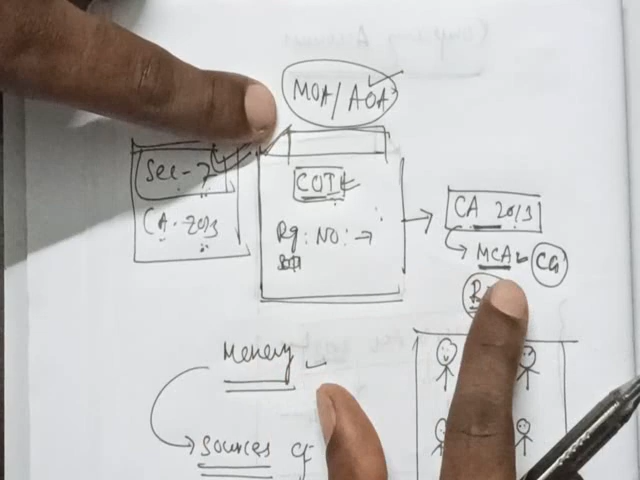 MOA/AOA
Sec-7
CA-2013
COI
Rg: NO: →
CA 2013
MCA
CG
R
Money
Sources of